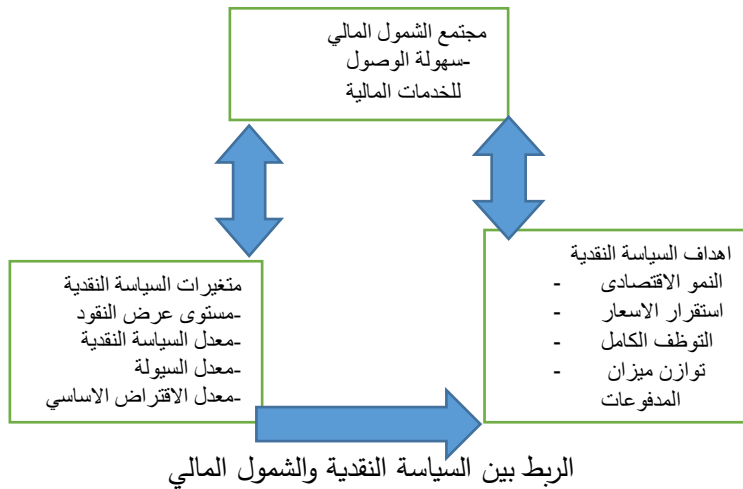 مجتمع الشمول المالي
-سهولة الوصول
للخدمات المالية
اهداف السياسة النقدية
- النمو الاقتصادى
- استقرار الاسعار
- التوظف الكامل
- توازن ميزان
المدفوعات
متغيرات السياسة النقدية
-مستوى عرض النقود
-معدل السياسة النقدية
-معدل السيولة
-معدل الاقتراض الاساسي
الربط بين السياسة النقدية والشمول المالي